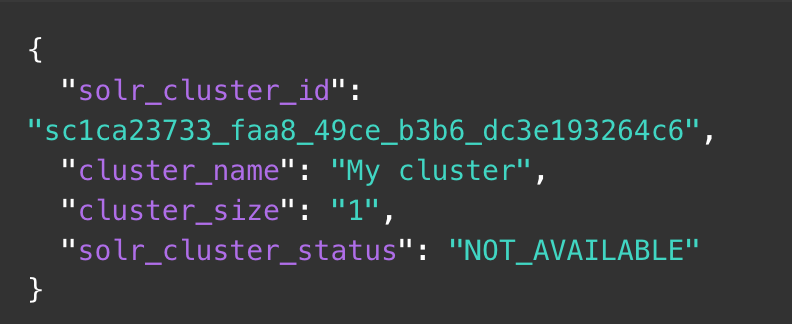 {
  "solr_cluster_id":
"sc1ca23733_faa8_49ce_b3b6_dc3e193264c6",
  "cluster_name": "My cluster",
  "cluster_size": "1",
  "solr_cluster_status": "NOT_AVAILABLE"
}